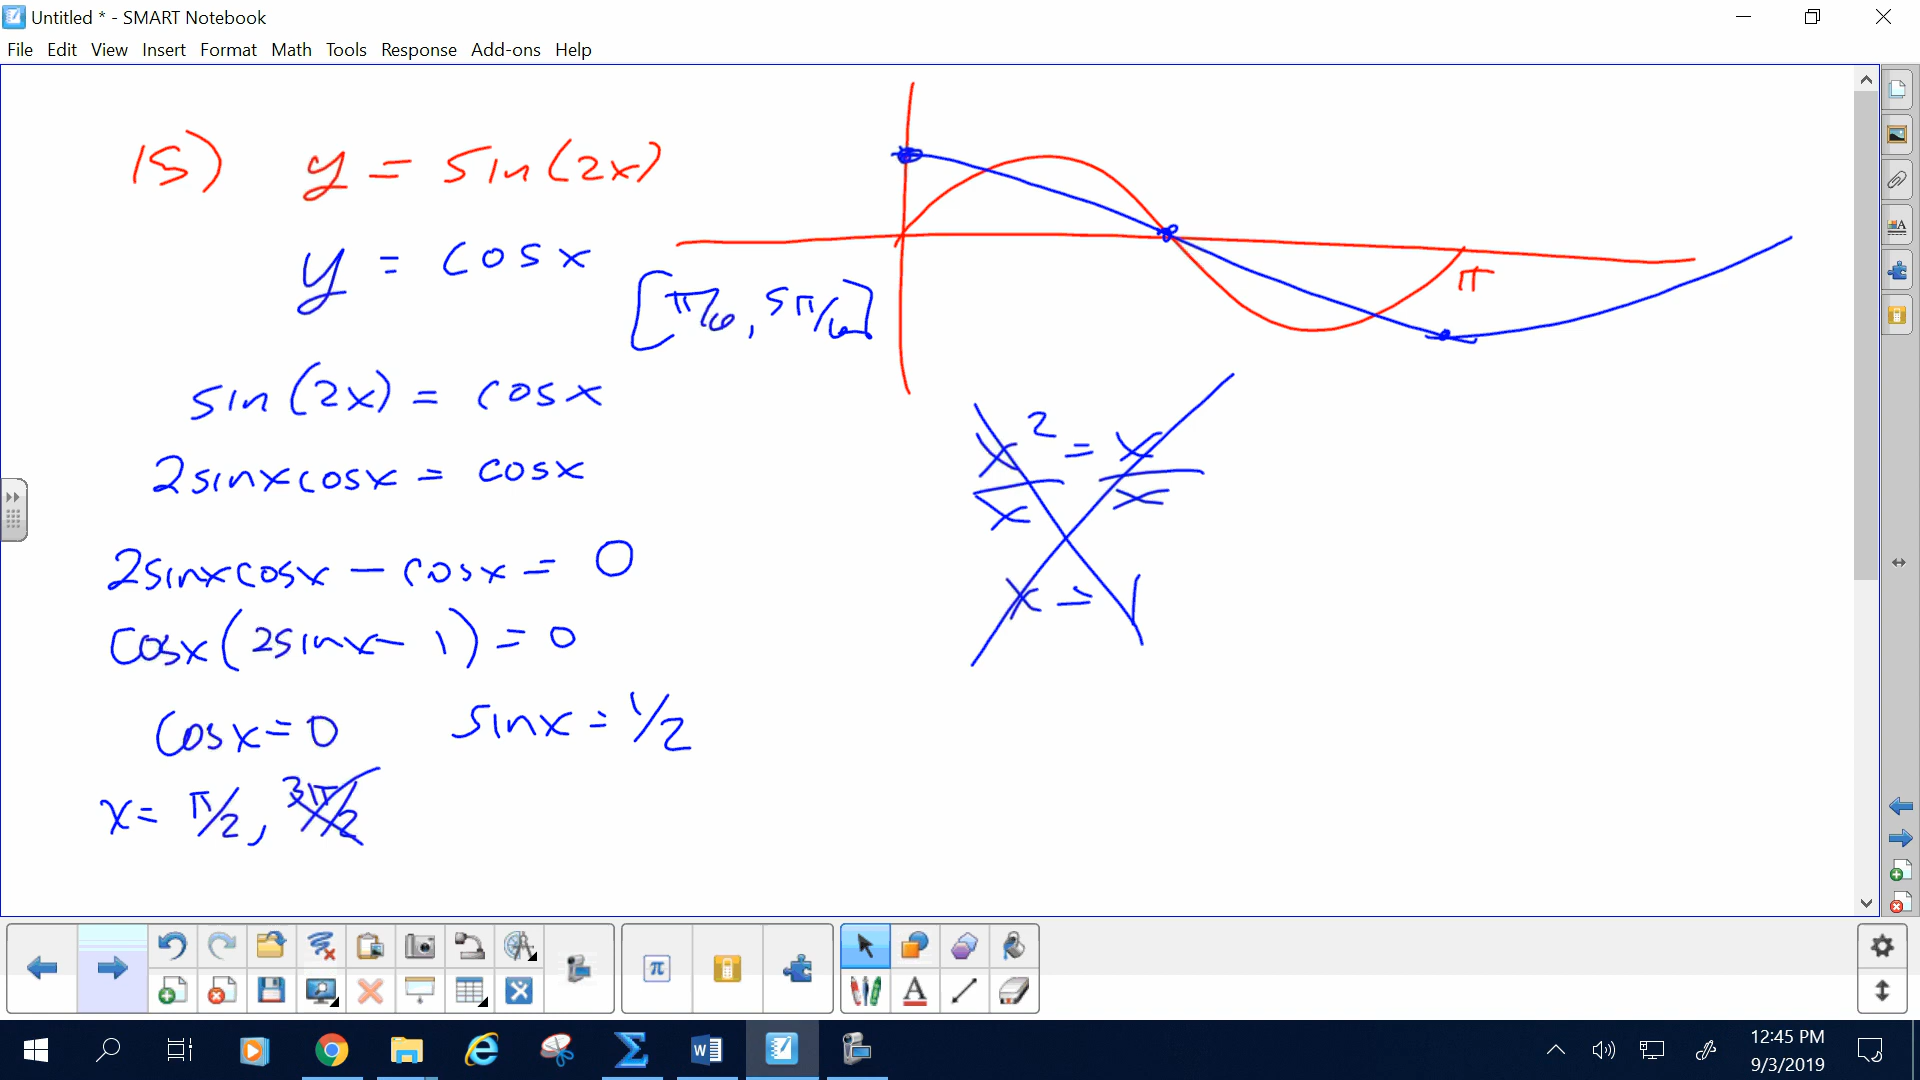 Untitled * - SMART Notebook
File Edit View Insert Format Math Tools Response Add-ons Help
15) y = sin(2x)
y = cosx
[π/6, 5π/6]
π
sin(2x) = cosx
2sinxcosx = cosx
2sinxcosx - cosx = 0
cosx(2sinx - 1) = 0
cosx = 0 sinx = 1/2
x = π/2, 3π/2
x² = x
x x
x = 1
12:45 PM
9/3/2019